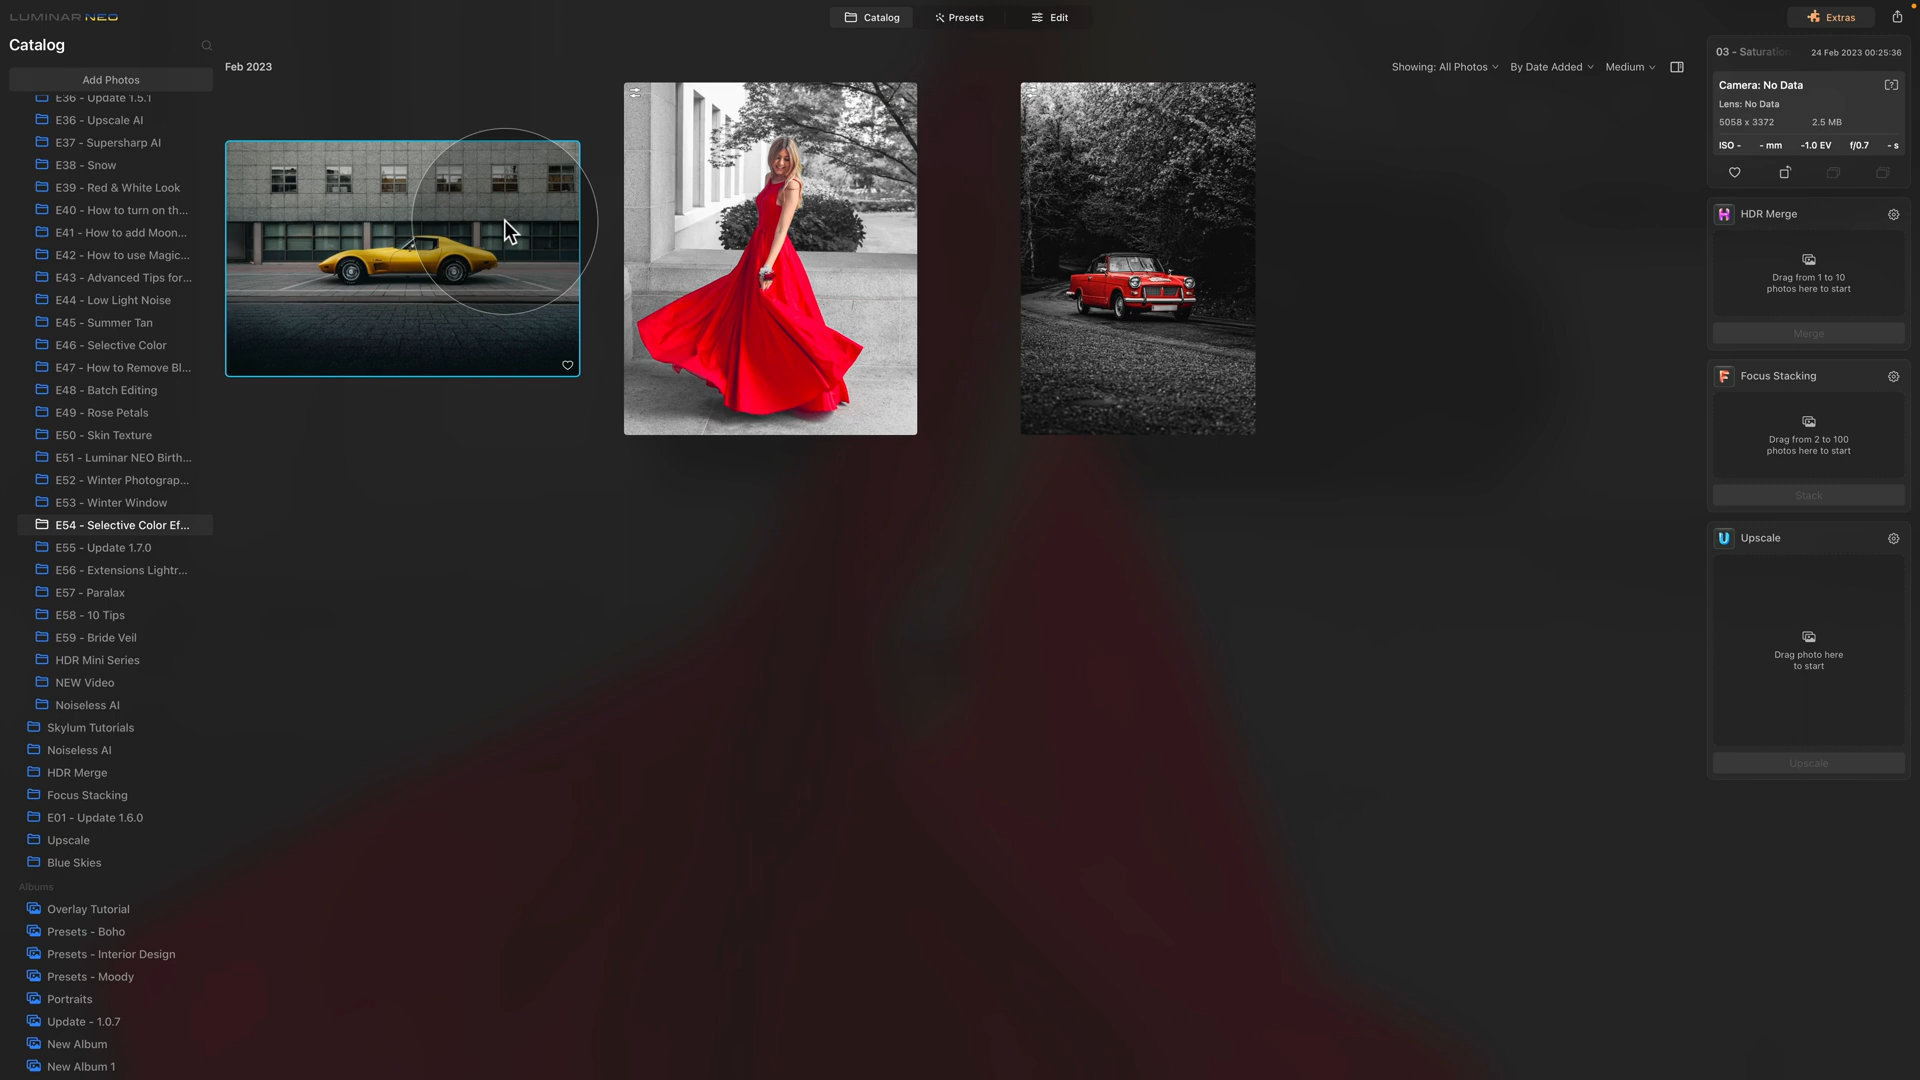 LUMINAR NEO
Catalog
Presets
Edit
Extras
Catalog
Add Photos
E36 - Update 1.5.1
E36 - Upscale AI
E37 - Supersharp AI
E38 - Snow
E39 - Red & White Look
E40 - How to turn on th...
E41 - How to add Moon...
E42 - How to use Magic...
E43 - Advanced Tips for...
E44 - Low Light Noise
E45 - Summer Tan
E46 - Selective Color
E47 - How to Remove Bl...
E48 - Batch Editing
E49 - Rose Petals
E50 - Skin Texture
E51 - Luminar NEO Birth...
E52 - Winter Photograp...
E53 - Winter Window
E54 - Selective Color Ef...
E55 - Update 1.7.0
E56 - Extensions Lightr...
E57 - Paralax
E58 - 10 Tips
E59 - Bride Veil
HDR Mini Series
NEW Video
Noiseless AI
Skylum Tutorials
Noiseless AI
HDR Merge
Focus Stacking
E01 - Update 1.6.0
Upscale
Blue Skies
Albums
Overlay Tutorial
Presets - Boho
Presets - Interior Design
Presets - Moody
Portraits
Update - 1.0.7
New Album
New Album 1
Feb 2023
Showing: All Photos
By Date Added
Medium
03 - Saturation 24 Feb 2023 00:25:36
Camera: No Data
Lens: No Data
5058 x 3372 2.5 MB
ISO - - mm -1.0 EV f/0.7 - s
HDR Merge
Drag from 1 to 10
photos here to start
Merge
Focus Stacking
Drag from 2 to 100
photos here to start
Stack
Upscale
Drag photo here
to start
Upscale